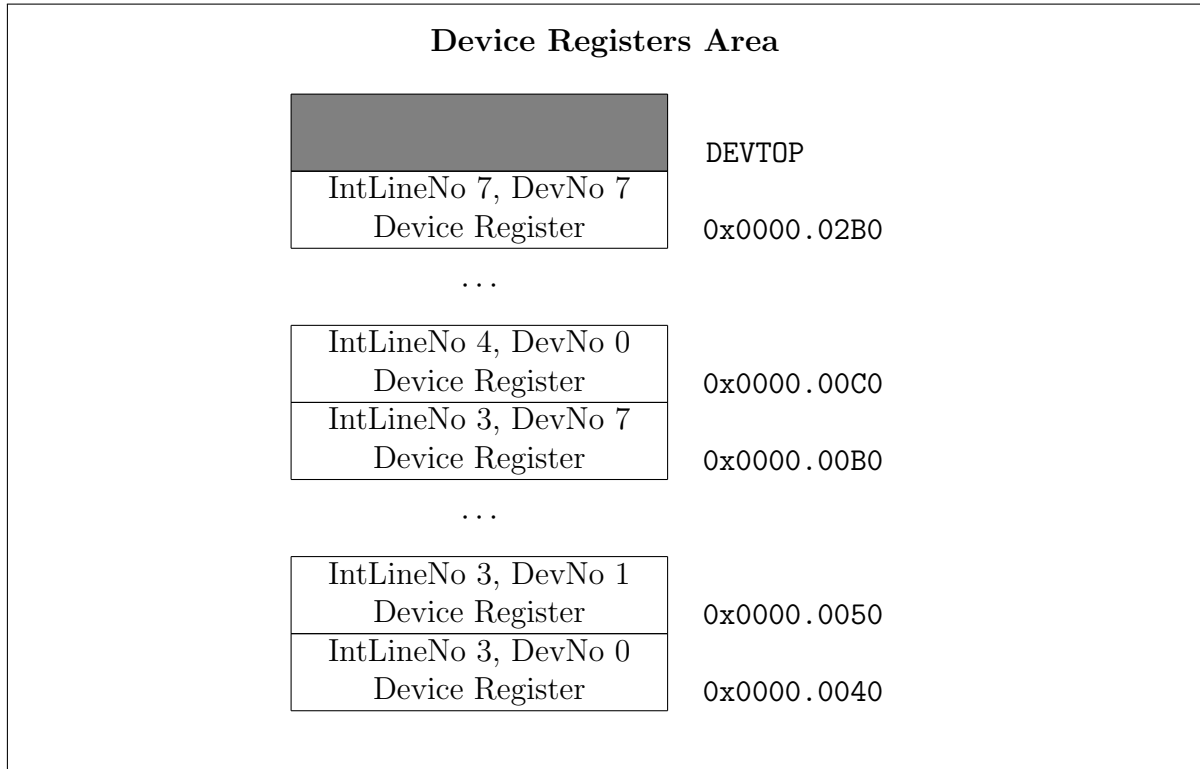 Device Registers Area
DEVTOP
IntLineNo 7, DevNo 7
Device Register 0x0000.02B0
...
IntLineNo 4, DevNo 0
Device Register 0x0000.00C0
IntLineNo 3, DevNo 7
Device Register 0x0000.00B0
...
IntLineNo 3, DevNo 1
Device Register 0x0000.0050
IntLineNo 3, DevNo 0
Device Register 0x0000.0040